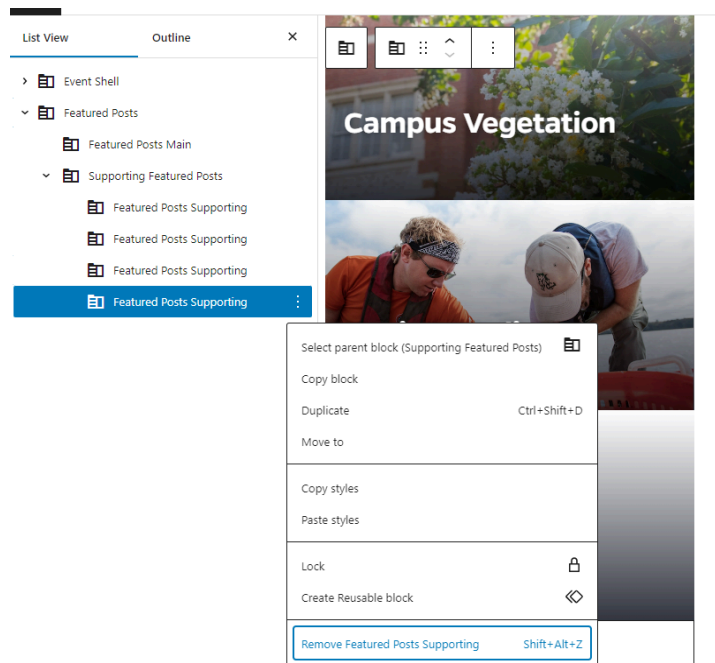 List View Outline
Event Shell
Featured Posts
Featured Posts Main
Supporting Featured Posts
Featured Posts Supporting
Featured Posts Supporting
Featured Posts Supporting
Featured Posts Supporting
Campus Vegetation
Select parent block (Supporting Featured Posts)
Copy block
Duplicate Ctrl+Shift+D
Move to
Copy styles
Paste styles
Lock
Create Reusable block
Remove Featured Posts Supporting Shift+Alt+Z